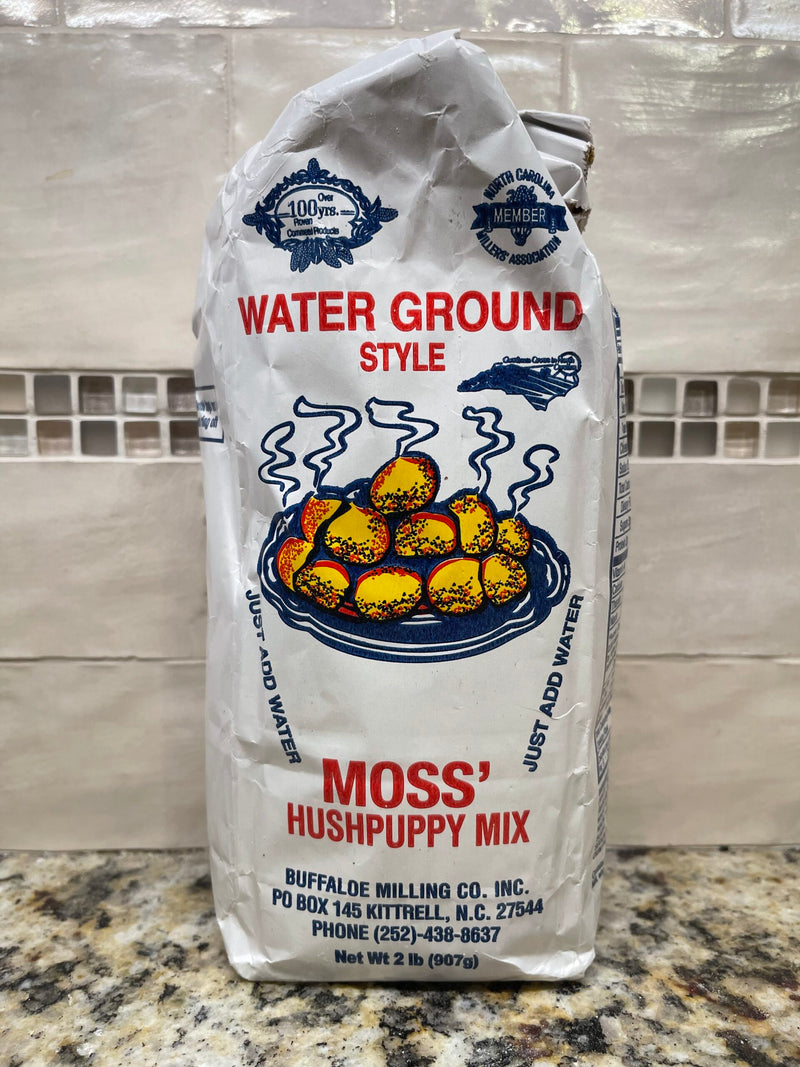 Over
100yrs.
Proven
Cornmeal Products
NORTH CAROLINA
MEMBER
MILLERS' ASSOCIATION
WATER GROUND
STYLE
JUST ADD WATER
JUST ADD WATER
MOSS'
HUSHPUPPY MIX
BUFFALOE MILLING CO. INC.
PO BOX 145 KITTRELL, N.C. 27544
PHONE (252)-438-8637
Net Wt 2 lb (907g)